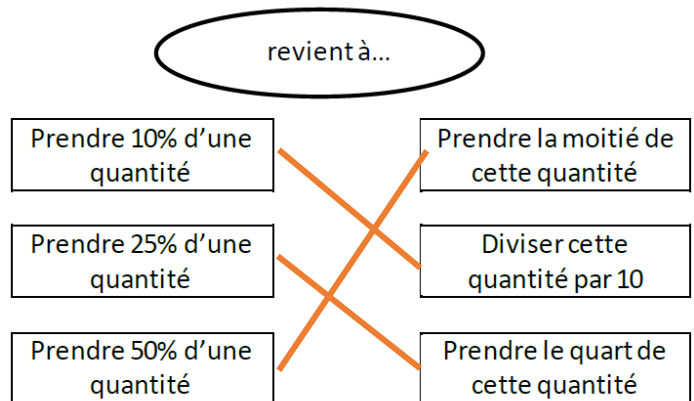 revient à...
Prendre 10% d’une
quantité
Prendre la moitié de
cette quantité
Prendre 25% d’une
quantité
Diviser cette
quantité par 10
Prendre 50% d’une
quantité
Prendre le quart de
cette quantité